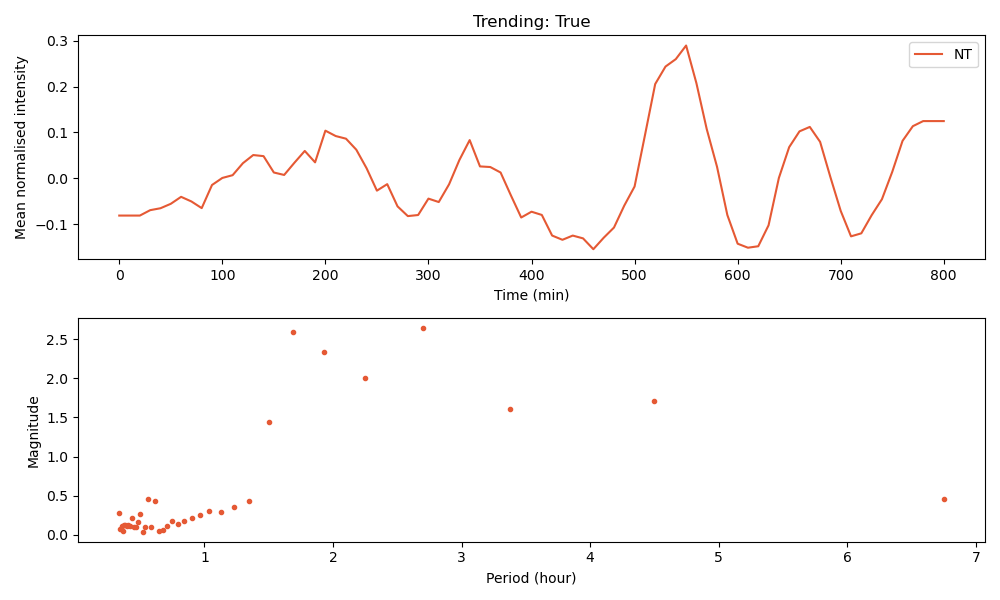 Trending: True
Mean normalised intensity
0.3
0.2
0.1
0.0
−0.1
NT
0 100 200 300 400 500 600 700 800
Time (min)
Magnitude
2.5
2.0
1.5
1.0
0.5
0.0
1 2 3 4 5 6 7
Period (hour)